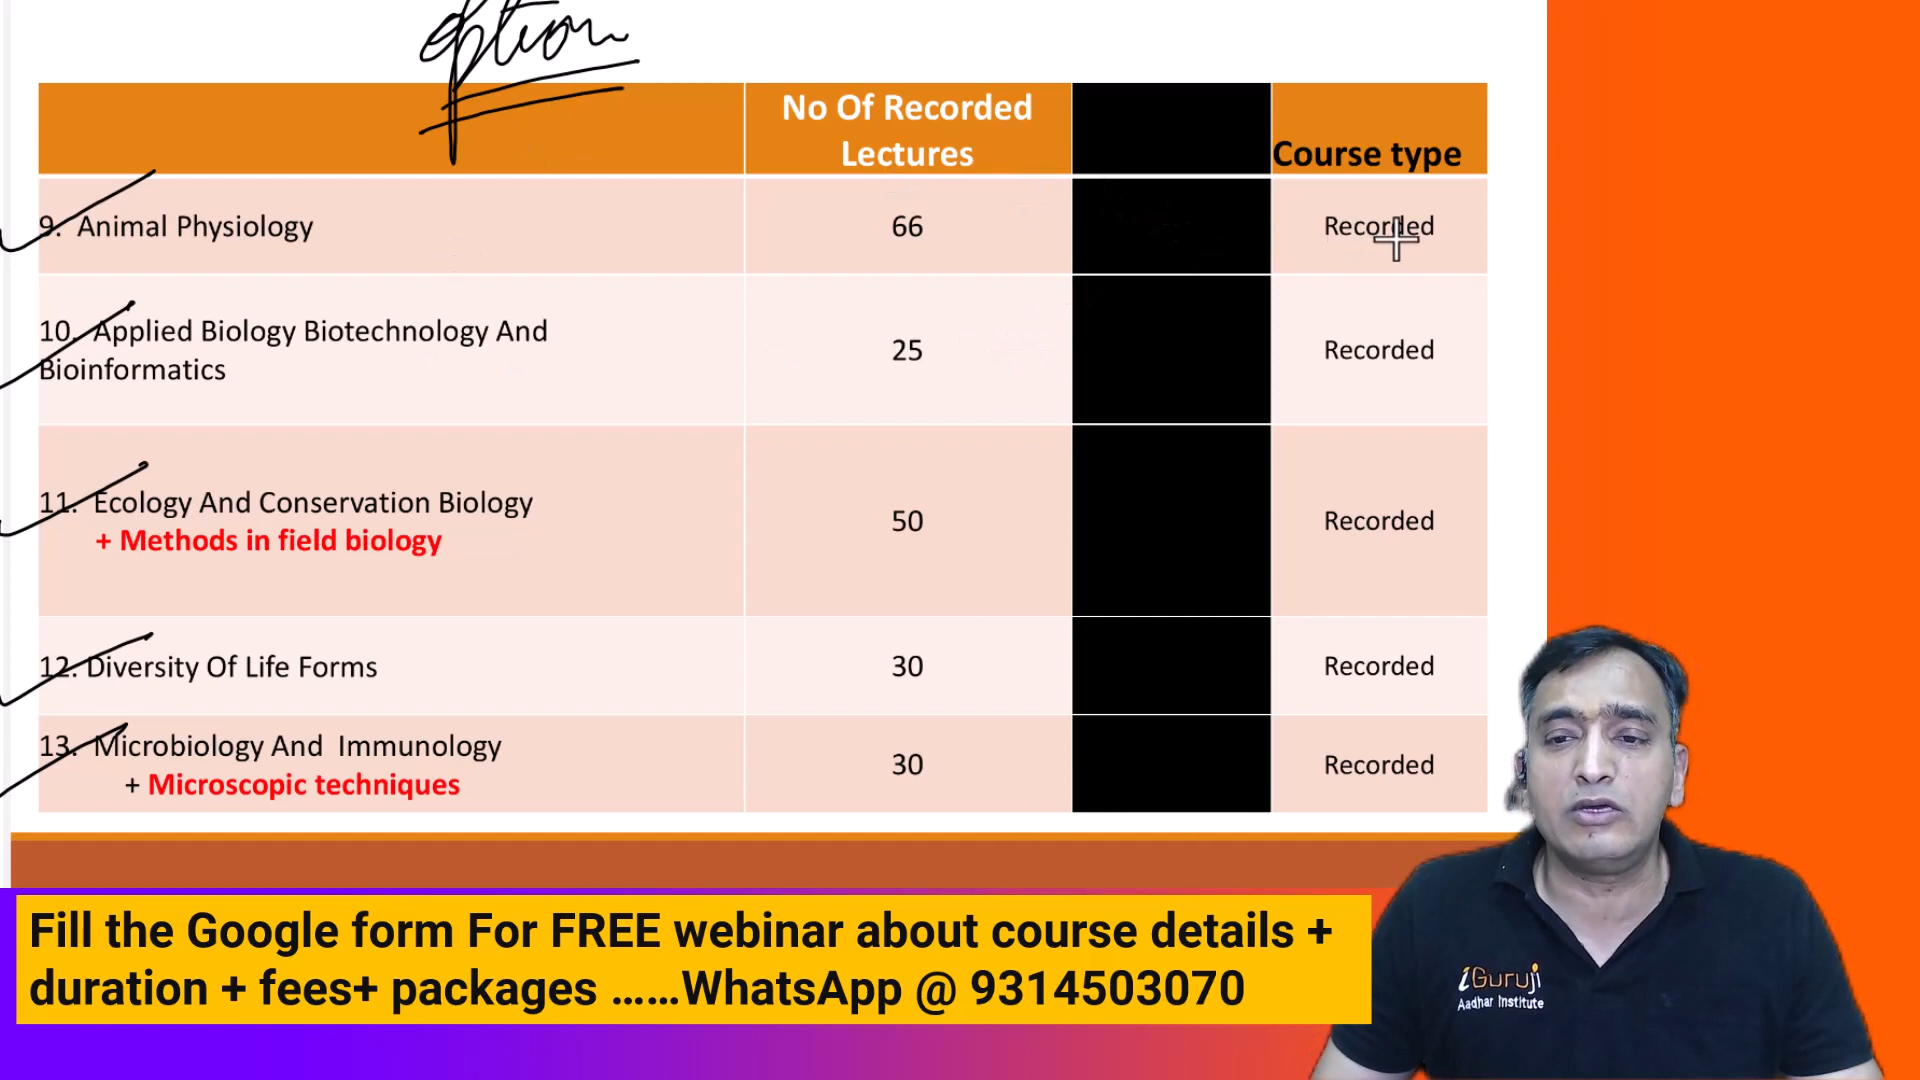 option
No Of Recorded
Lectures
Course type
9. Animal Physiology
66
Recorded
10. Applied Biology Biotechnology And
Bioinformatics
25
Recorded
11. Ecology And Conservation Biology
+ Methods in field biology
50
Recorded
12. Diversity Of Life Forms
30
Recorded
13. Microbiology And Immunology
+ Microscopic techniques
30
Recorded
Fill the Google form For FREE webinar about course details +
duration + fees+ packages ......WhatsApp @ 9314503070
iGuruji
Aadhar Institute